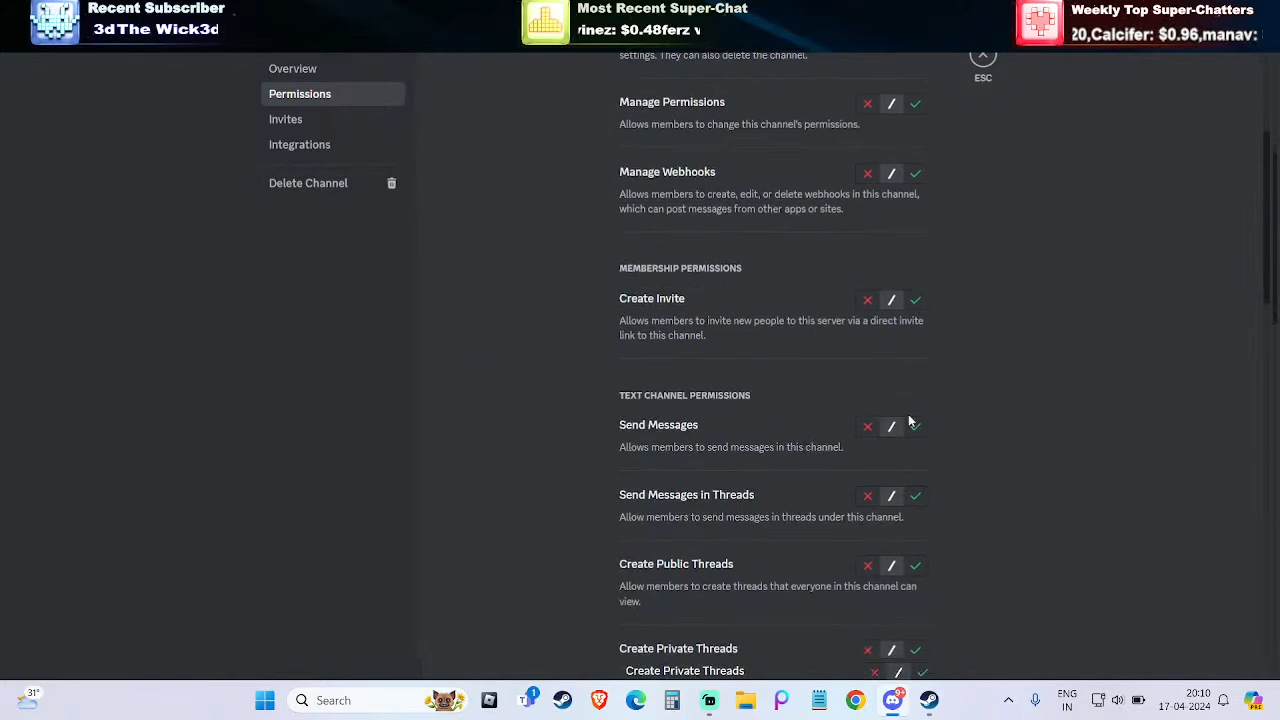 Recent Subscriber
3dThe Wick3d
Most Recent Super-Chat
rinez: $0.48ferz v
Weekly Top Super-Chatters
20,Calcifer: $0.96,manav:
settings. They can also delete the channel.
ESC
Overview
Permissions
Invites
Integrations
Delete Channel
Manage Permissions
Allows members to change this channel's permissions.
Manage Webhooks
Allows members to create, edit, or delete webhooks in this channel,
which can post messages from other apps or sites.
MEMBERSHIP PERMISSIONS
Create Invite
Allows members to invite new people to this server via a direct invite
link to this channel.
TEXT CHANNEL PERMISSIONS
Send Messages
Allows members to send messages in this channel.
Send Messages in Threads
Allow members to send messages in threads under this channel.
Create Public Threads
Allow members to create threads that everyone in this channel can
view.
Create Private Threads
Create Private Threads
31°
Search
1
9+
ENG
IN
20:10
17-04-2024
PRE